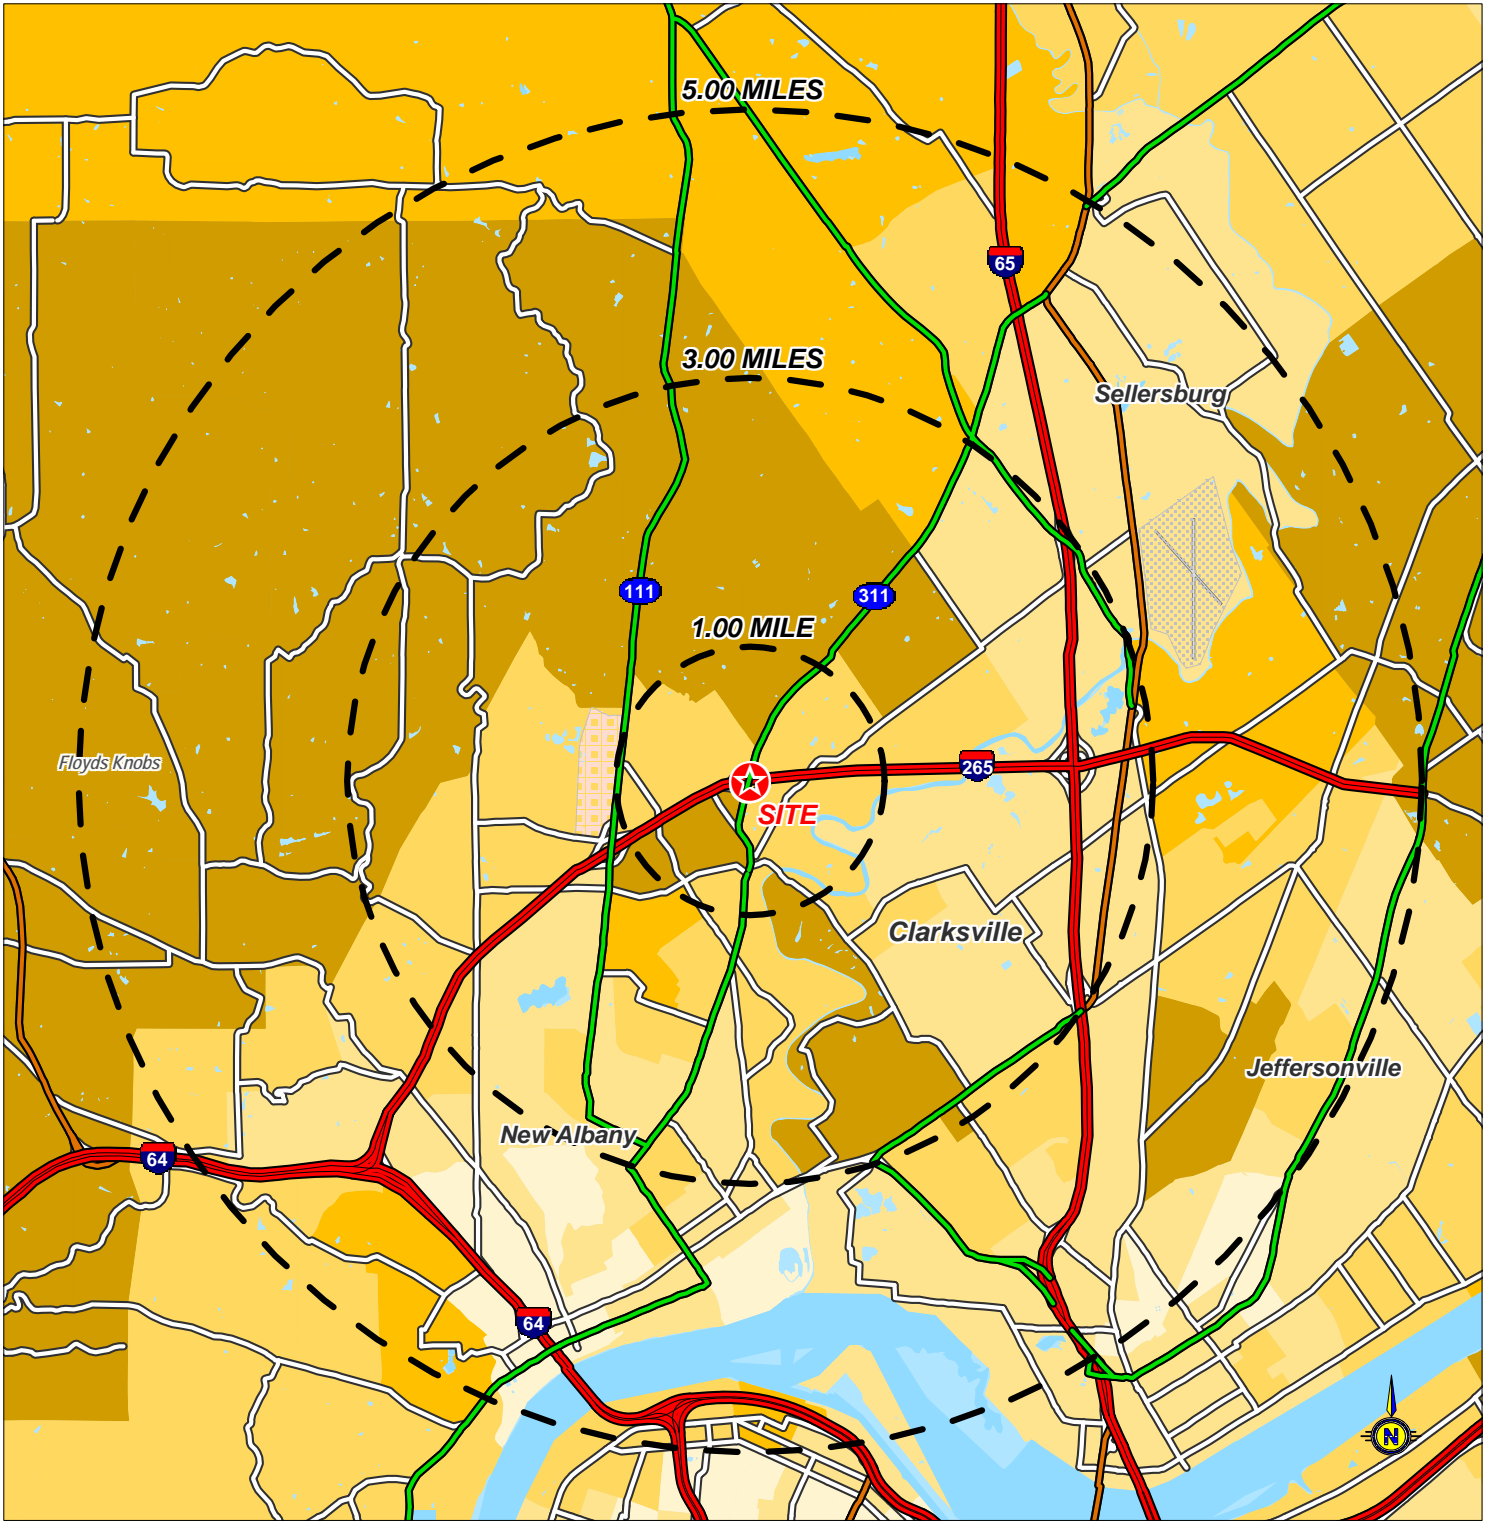 5.00 MILES
65
3.00 MILES
Sellersburg
111
311
1.00 MILE
Floyds Knobs
265
SITE
Clarksville
Jeffersonville
New Albany
64
64
N